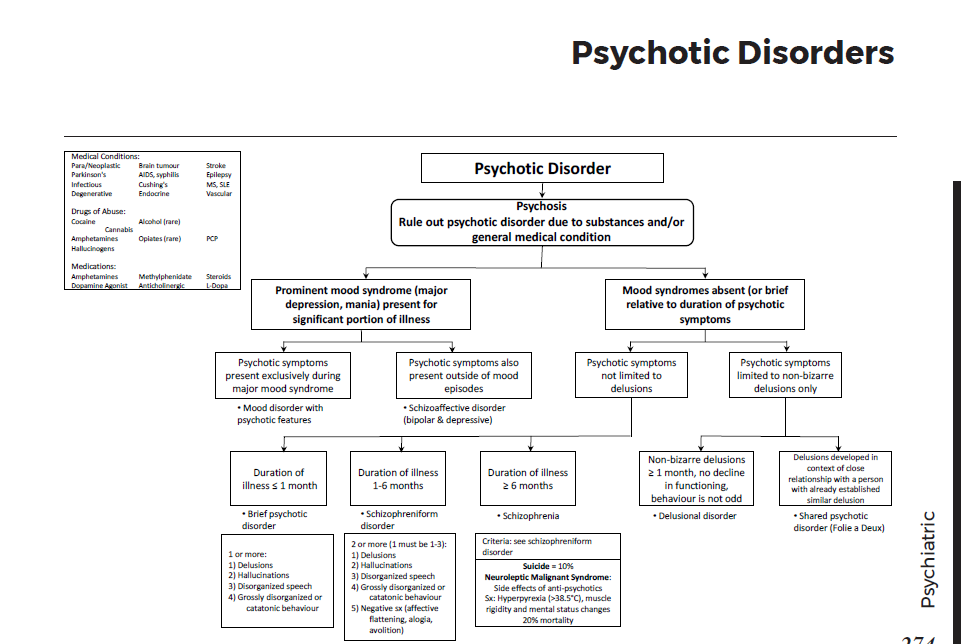 Psychotic Disorders
Medical Conditions:
Para/Neoplastic Brain tumour Stroke
Parkinson's AIDS, syphilis Epilepsy
Infectious Cushing's MS, SLE
Degenerative Endocrine Vascular
Drugs of Abuse:
Cocaine Alcohol (rare)
Cannabis
Amphetamines Opiates (rare) PCP
Hallucinogens
Medications:
Amphetamines Methylphenidate Steroids
Dopamine Agonist Anticholinergic L-Dopa
Psychotic Disorder
Psychosis
Rule out psychotic disorder due to substances and/or
general medical condition
Prominent mood syndrome (major
depression, mania) present for
significant portion of illness
Mood syndromes absent (or brief
relative to duration of psychotic
symptoms
Psychotic symptoms
present exclusively during
major mood syndrome
• Mood disorder with
psychotic features
Psychotic symptoms also
present outside of mood
episodes
• Schizoaffective disorder
(bipolar & depressive)
Psychotic symptoms
not limited to
delusions
Psychotic symptoms
limited to non-bizarre
delusions only
Duration of
illness ≤ 1 month
• Brief psychotic
disorder
1 or more:
1) Delusions
2) Hallucinations
3) Disorganized speech
4) Grossly disorganized or
catatonic behaviour
Duration of illness
1-6 months
• Schizophreniform
disorder
2 or more (1 must be 1-3):
1) Delusions
2) Hallucinations
3) Disorganized speech
4) Grossly disorganized or
catatonic behaviour
5) Negative sx (affective
flattening, alogia,
avolition)
Duration of illness
≥ 6 months
• Schizophrenia
Criteria: see schizophreniform
disorder
Suicide = 10%
Neuroleptic Malignant Syndrome:
Side effects of anti-psychotics
Sx: Hyperpyrexia (>38.5°C), muscle
rigidity and mental status changes
20% mortality
Non-bizarre delusions
≥ 1 month, no decline
in functioning,
behaviour is not odd
• Delusional disorder
Delusions developed in
context of close
relationship with a person
with already established
similar delusion
• Shared psychotic
disorder (Folie a Deux)
Psychiatric
274